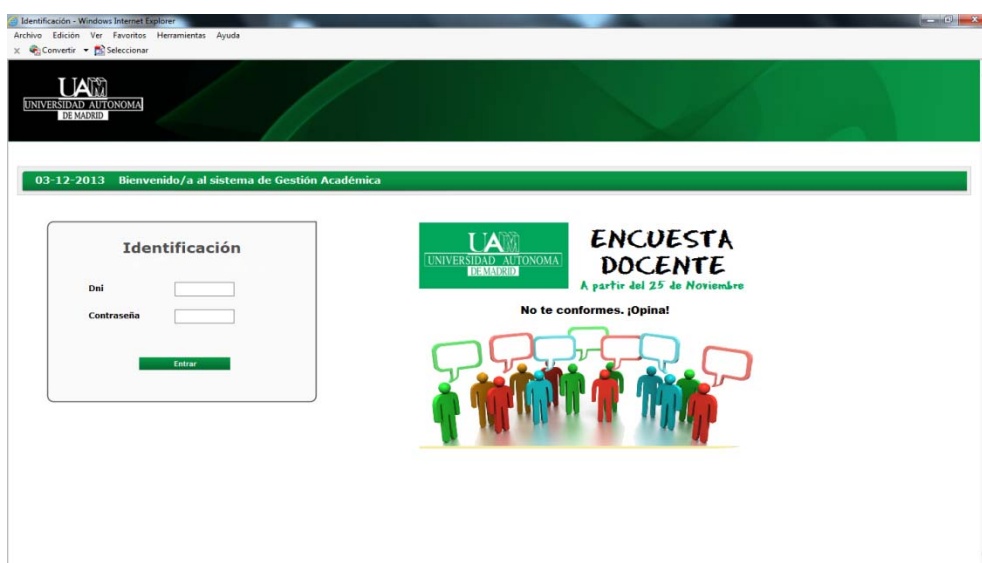 Identificación - Windows Internet Explorer
Archivo Edición Ver Favoritos Herramientas Ayuda
x Convertir Seleccionar
UAM
UNIVERSIDAD AUTONOMA
DE MADRID
03-12-2013 Bienvenido/a al sistema de Gestión Académica
Identificación
Dni
Contraseña
Entrar
UAM
UNIVERSIDAD AUTONOMA
DE MADRID
ENCUESTA
DOCENTE
A partir del 25 de Noviembre
No te conformes. ¡Opina!